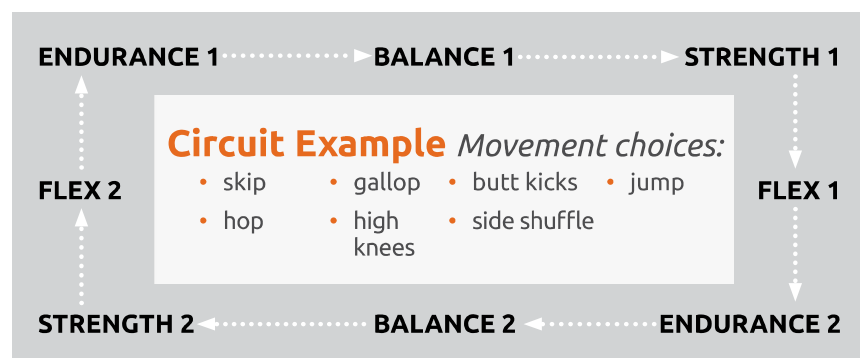 ENDURANCE 1 BALANCE 1 STRENGTH 1
Circuit Example Movement choices:
• skip • gallop • butt kicks • jump
FLEX 2 FLEX 1
• hop • high knees • side shuffle
STRENGTH 2 BALANCE 2 ENDURANCE 2